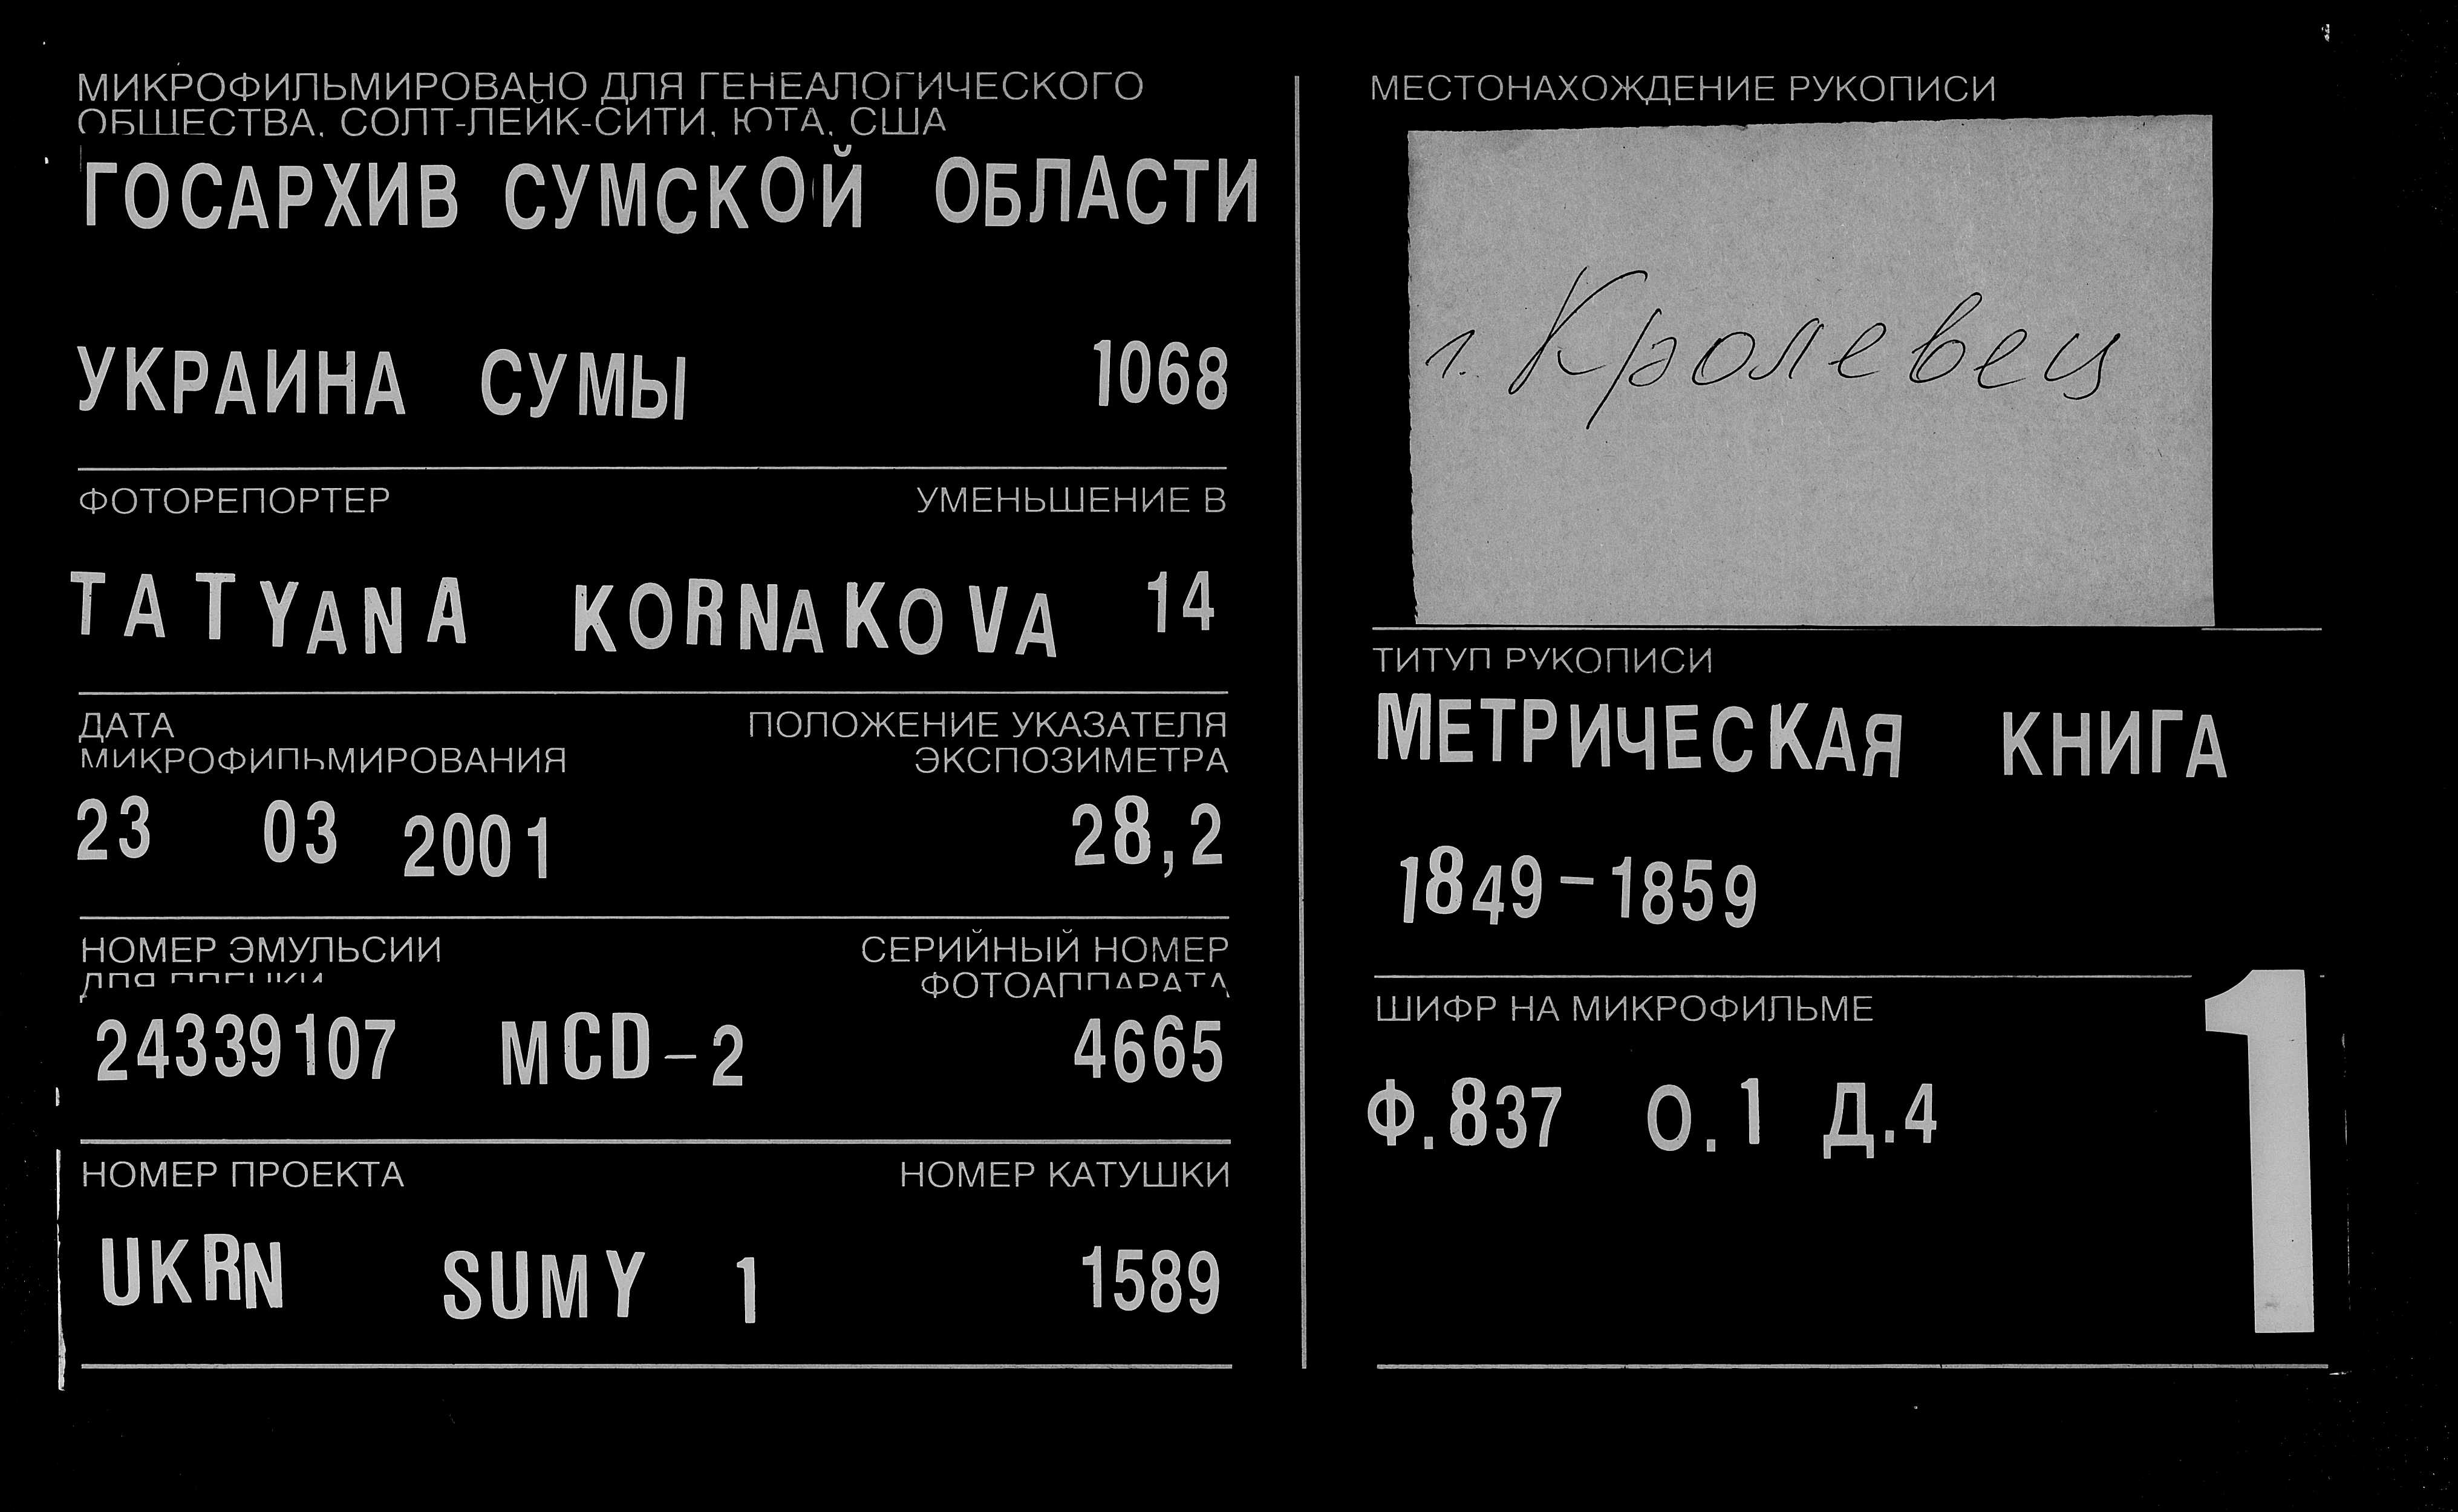 МИКРОФИЛЬМИРОВАНО ДЛЯ ГЕНЕАЛОГИЧЕСКОГО
ОБЩЕСТВА, СОЛТ-ЛЕЙК-СИТИ, ЮТА, США
ГОСАРХИВ СУМСКОЙ ОБЛАСТИ
УКРАИНА СУМЫ 1068
ФОТОРЕПОРТЕР УМЕНЬШЕНИЕ В
TATYANA KORNAKOVA 14
ДАТА ПОЛОЖЕНИЕ УКАЗАТЕЛЯ
МИКРОФИЛЬМИРОВАНИЯ ЭКСПОЗИМЕТРА
23 03 2001 28,2
НОМЕР ЭМУЛЬСИИ СЕРИЙНЫЙ НОМЕР
ДЛЯ ПЛЕНКИ ФОТОАППАРАТА
24339107 MCD-2 4665
НОМЕР ПРОЕКТА НОМЕР КАТУШКИ
UKRN SUMY 1 1589
МЕСТОНАХОЖДЕНИЕ РУКОПИСИ
г. Кролевец
ТИТУЛ РУКОПИСИ
МЕТРИЧЕСКАЯ КНИГА
1849-1859
ШИФР НА МИКРОФИЛЬМЕ
Ф.837 О.1 Д.4
1